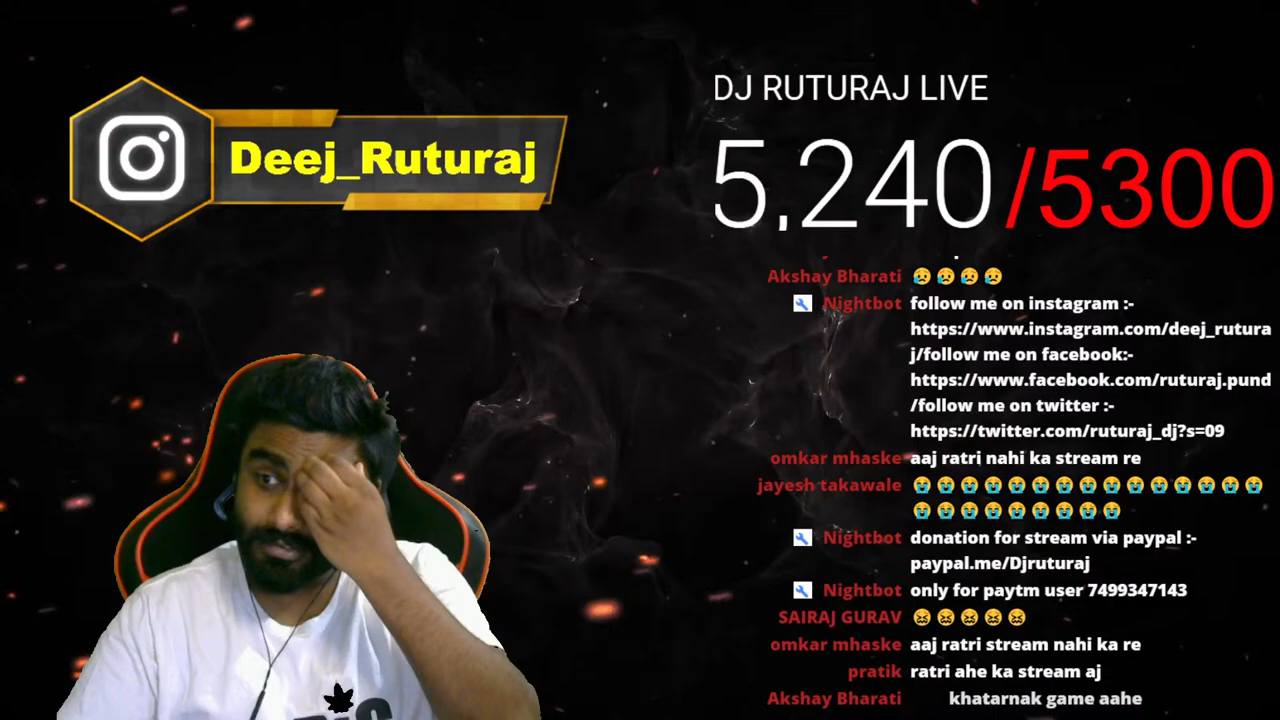 DJ RUTURAJ LIVE
Deej_Ruturaj
5,240/5300
Akshay Bharati 😥 😥 😥 😥
Nightbot follow me on instagram :-
https://www.instagram.com/deej_rutura
j/follow me on facebook:-
https://www.facebook.com/ruturaj.pund
/follow me on twitter :-
https://twitter.com/ruturaj_dj?s=09
omkar mhaske aaj ratri nahi ka stream re
jayesh takawale 😭 😭 😭 😭 😭 😭 😭 😭 😭 😭 😭 😭 😭 😭 😭
😭 😭 😭 😭 😭 😭 😭 😭 😭
Nightbot donation for stream via paypal :-
paypal.me/Djruturaj
Nightbot only for paytm user 7499347143
SAIRAJ GURAV 😖 😖 😖 😖 😖
omkar mhaske aaj ratri stream nahi ka re
pratik ratri ahe ka stream aj
Akshay Bharati khatarnak game aahe